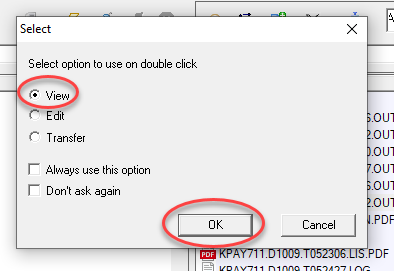 Select
Select option to use on double click
View
Edit
Transfer
Always use this option
Don't ask again
OK
Cancel
KPAY711.D1009.T052306.LIS.PDF
KPAY711.D1009.T052427.LOG